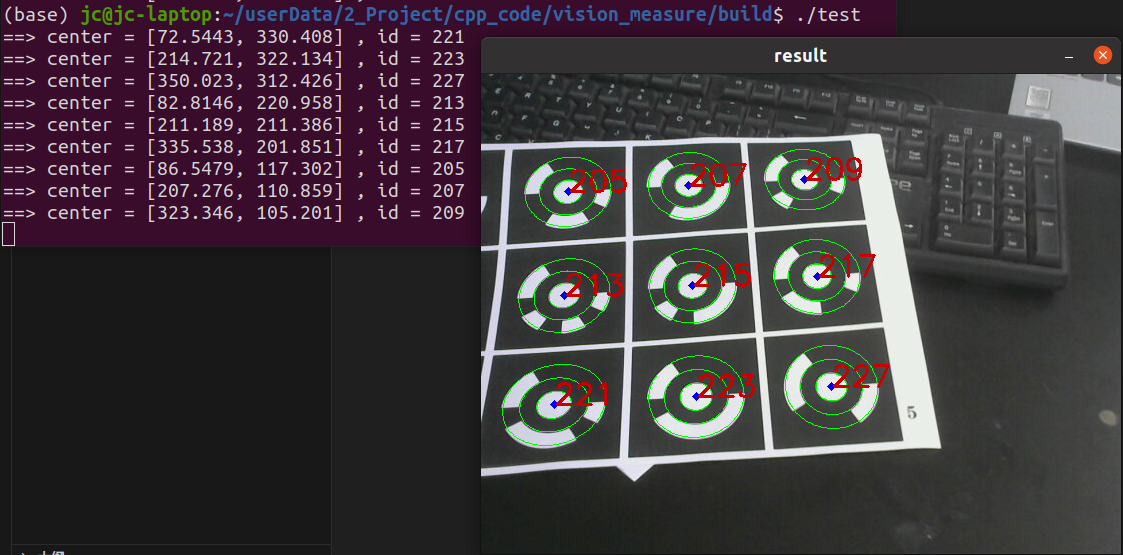 (base) jc@jc-laptop:~/userData/2_Project/cpp_code/vision_measure/build$ ./test
==> center = [72.5443, 330.408] , id = 221
==> center = [214.721, 322.134] , id = 223
==> center = [350.023, 312.426] , id = 227
==> center = [82.8146, 220.958] , id = 213
==> center = [211.189, 211.386] , id = 215
==> center = [335.538, 201.851] , id = 217
==> center = [86.5479, 117.302] , id = 205
==> center = [207.276, 110.859] , id = 207
==> center = [323.346, 105.201] , id = 209
result
205 207 209
213 215 217
221 223 227
5